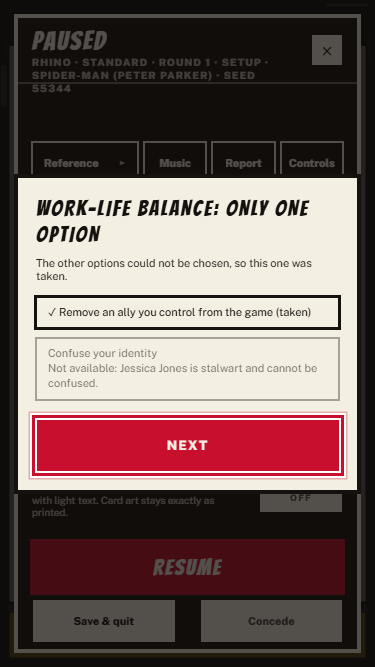 PAUSED
RHINO · STANDARD · ROUND 1 · SETUP ·
SPIDER-MAN (PETER PARKER) · SEED
55344
×
Reference ▸
Music
Report
Controls
WORK-LIFE BALANCE: ONLY ONE
OPTION
The other options could not be chosen, so this one was
taken.
✓ Remove an ally you control from the game (taken)
Confuse your identity
Not available: Jessica Jones is stalwart and cannot be
confused.
NEXT
with light text. Card art stays exactly as
printed.
OFF
RESUME
Save & quit
Concede